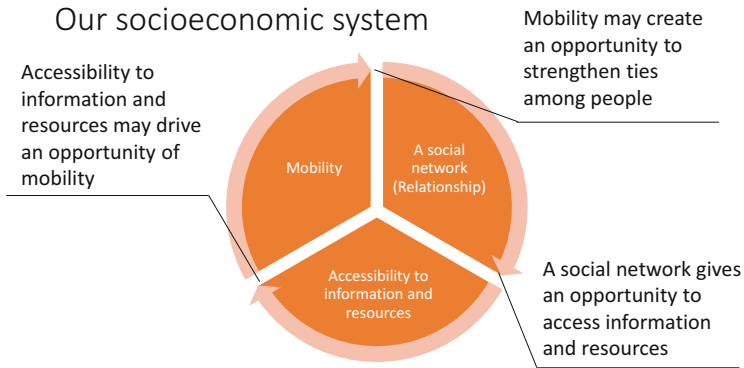 Our socioeconomic system
Mobility may create
an opportunity to
strengthen ties
among people
Accessibility to
information and
resources may drive
an opportunity of
mobility
Mobility
A social
network
(Relationship)
Accessibility to
information and
resources
A social network gives
an opportunity to
access information
and resources